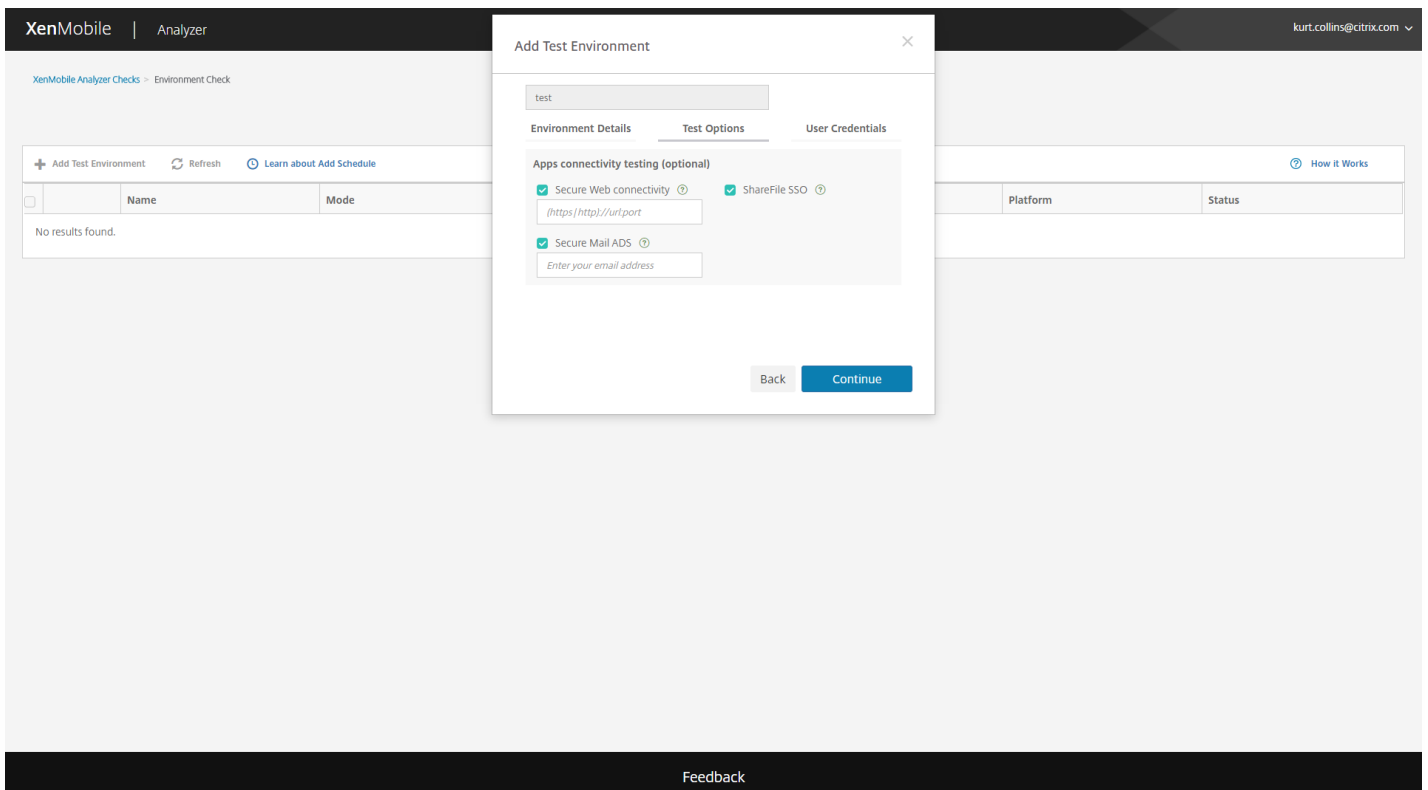 XenMobile | Analyzer
kurt.collins@citrix.com
XenMobile Analyzer Checks > Environment Check
Add Test Environment
Refresh
Learn about Add Schedule
How it Works
Name
Mode
Platform
Status
No results found.
Add Test Environment
test
Environment Details
Test Options
User Credentials
Apps connectivity testing (optional)
Secure Web connectivity
ShareFile SSO
(https|http)://url:port
Secure Mail ADS
Enter your email address
Back
Continue
Feedback